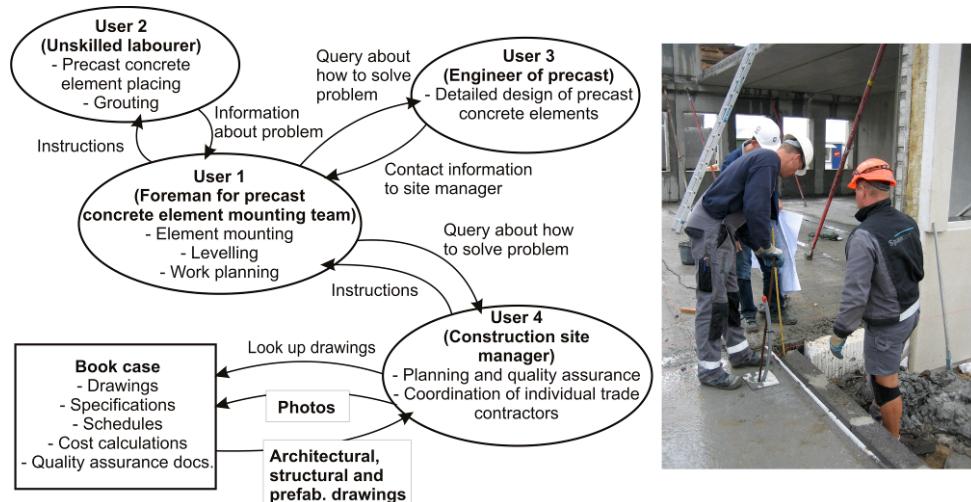 User 2
(Unskilled labourer)
- Precast concrete
element placing
- Grouting
Query about
how to solve
problem
User 3
(Engineer of precast)
- Detailed design of precast
concrete elements
Instructions
Information
about problem
Contact information
to site manager
User 1
(Foreman for precast
concrete element mounting team)
- Element mounting
- Levelling
- Work planning
Query about how
to solve problem
Instructions
User 4
(Construction site
manager)
- Planning and quality assurance
- Coordination of individual trade
contractors
Look up drawings
Book case
- Drawings
- Specifications
- Schedules
- Cost calculations
- Quality assurance docs.
Photos
Architectural,
structural and
prefab. drawings